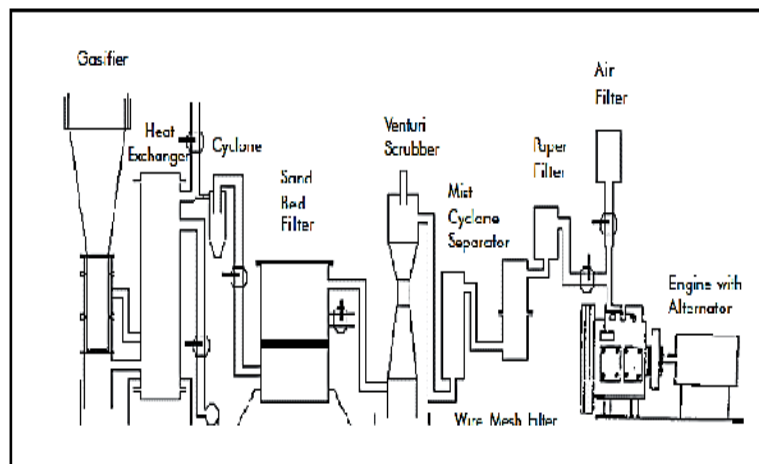 Gasifier
Heat
Exchanger
Cyclone
Sand
Bed
Filter
Venturi
Scrubber
Mist
Cyclone
Separator
Paper
Filter
Air
Filter
Engine with
Alternator
Wire Mesh Filter